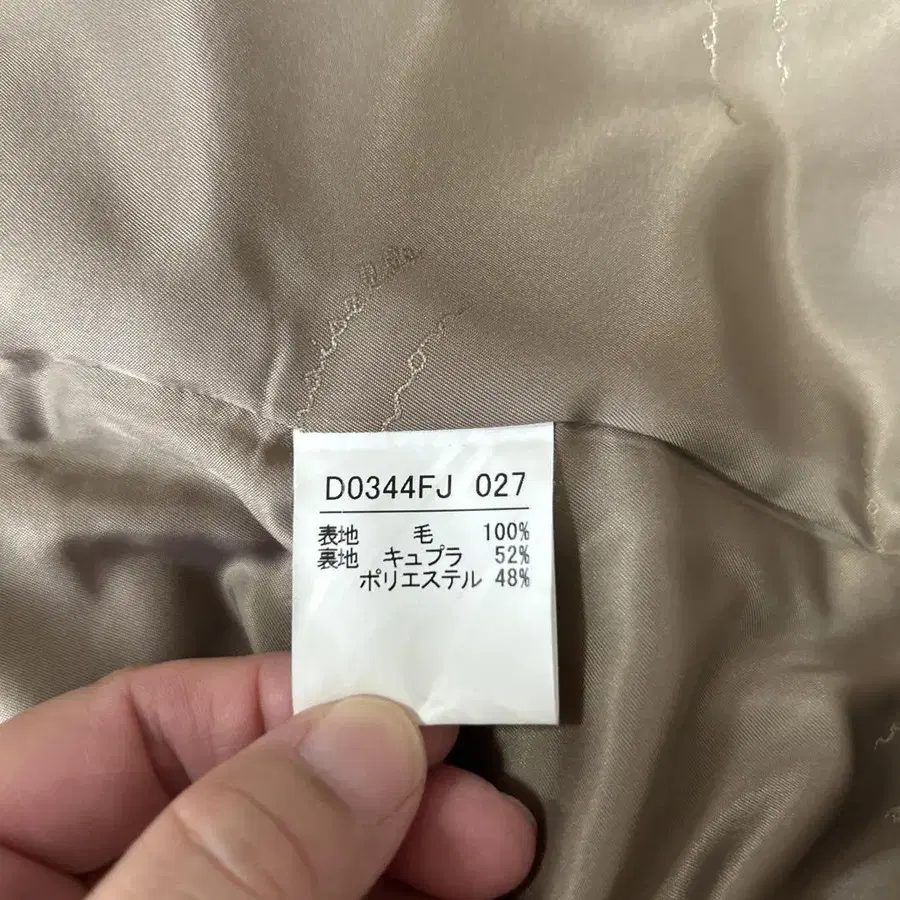 D0344FJ 027
表地 毛 100%
裏地 キュプラ 52%
ポリエステル 48%